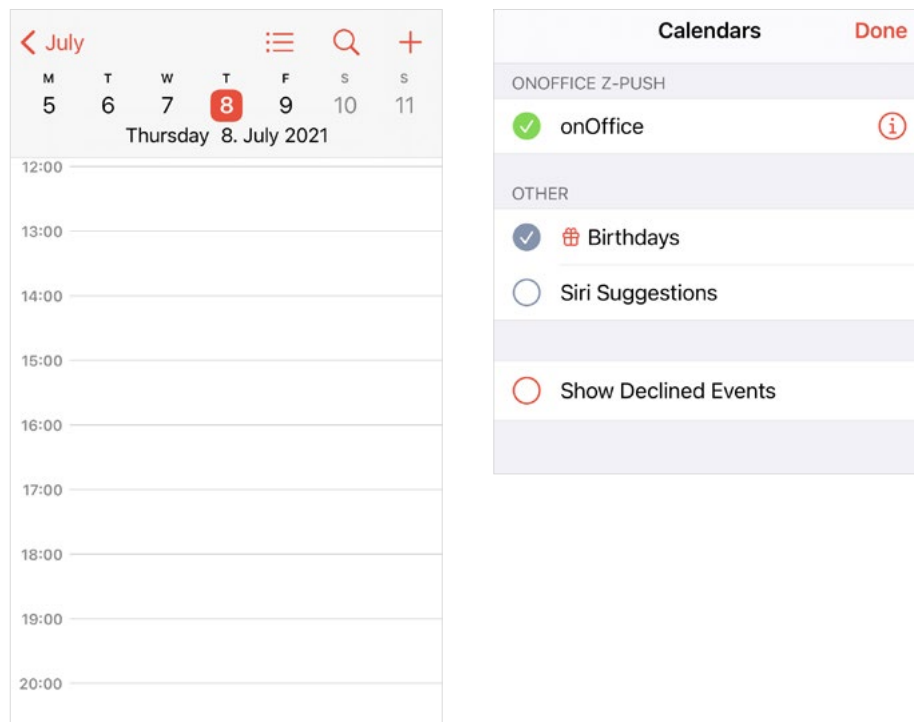 July
M T W T F S S
5 6 7 8 9 10 11
Thursday 8. July 2021
12:00
13:00
14:00
15:00
16:00
17:00
18:00
19:00
20:00
Calendars Done
ONOFFICE Z-PUSH
onOffice
OTHER
Birthdays
Siri Suggestions
Show Declined Events